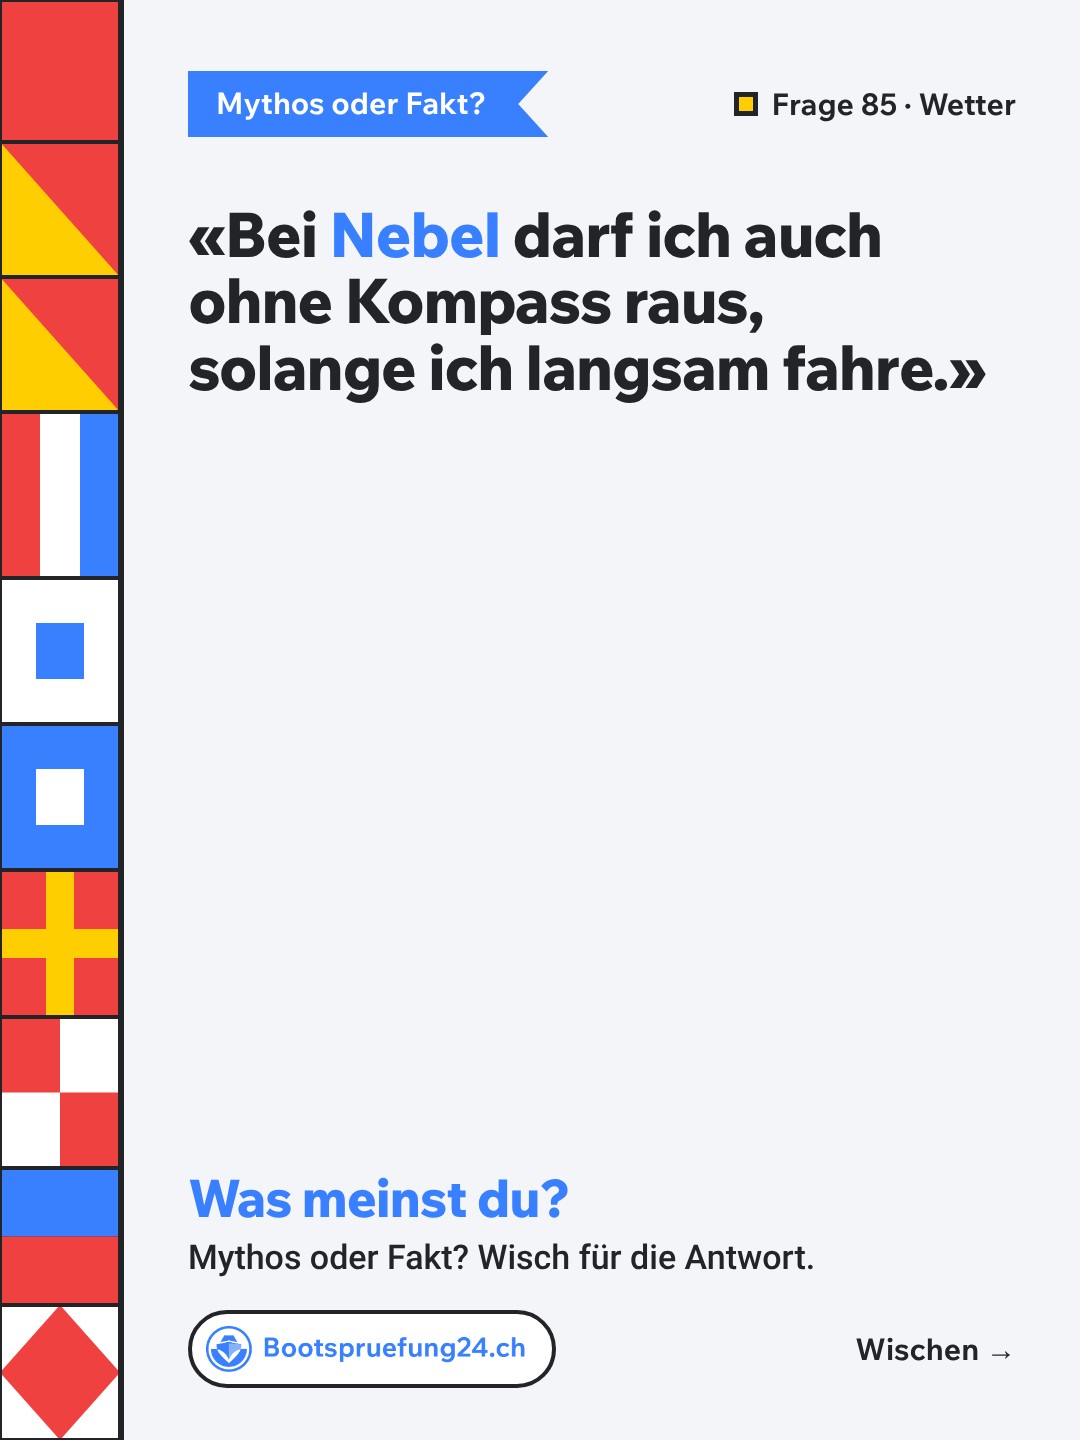 Mythos oder Fakt?
Frage 85 · Wetter
«Bei Nebel darf ich auch
ohne Kompass raus,
solange ich langsam fahre.»
Was meinst du?
Mythos oder Fakt? Wisch für die Antwort.
Bootspruefung24.ch
Wischen →